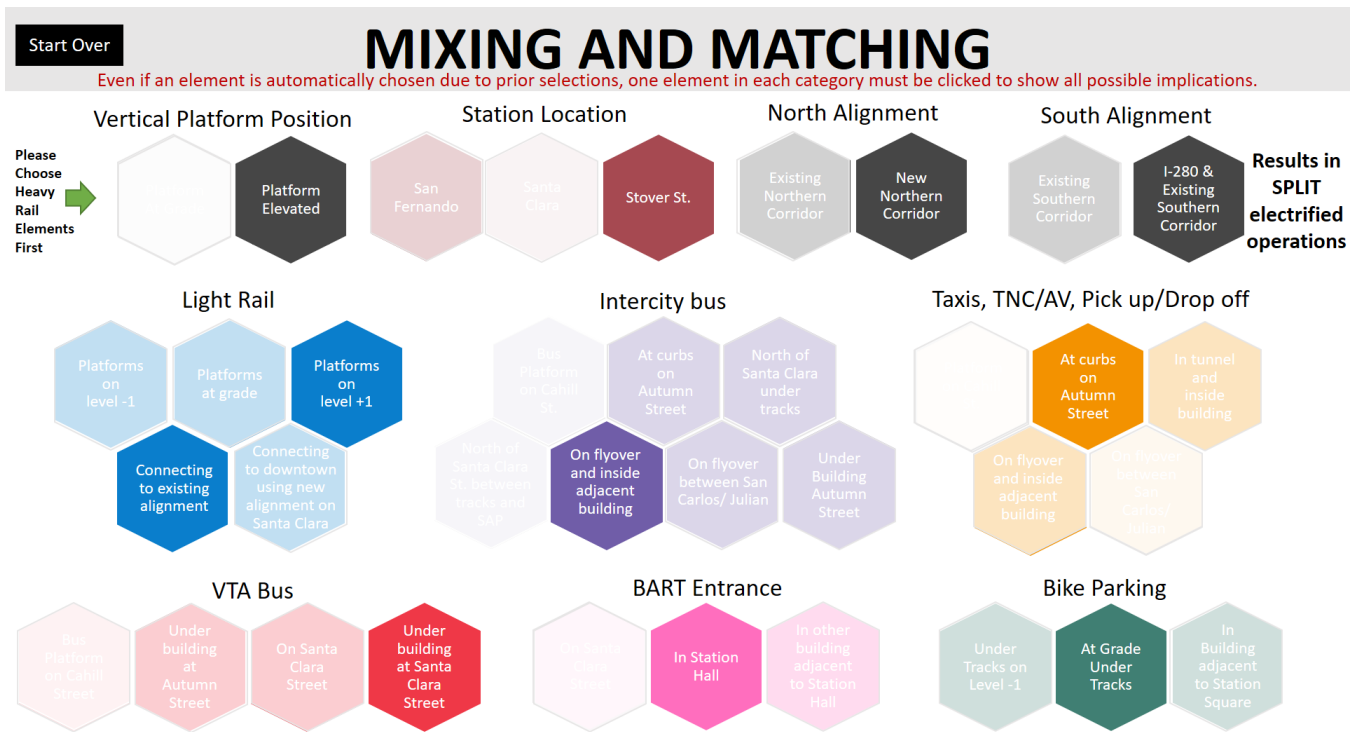 Start Over
MIXING AND MATCHING
Even if an element is automatically chosen due to prior selections, one element in each category must be clicked to show all possible implications.
Vertical Platform Position
Station Location
North Alignment
South Alignment
Please
Choose
Heavy
Rail
Elements
First
Platform
Elevated
San
Fernando
Santa
Clara
Stover St.
Existing
Northern
Corridor
New
Northern
Corridor
Existing
Southern
Corridor
I-280 &
Existing
Southern
Corridor
Results in
SPLIT
electrified
operations
Light Rail
Intercity bus
Taxis, TNC/AV, Pick up/Drop off
Platforms
on
level -1
Platforms
at grade
Platforms
on
level +1
Connecting
to existing
alignment
Connecting
to downtown
using new
alignment on
Santa Clara
Bus
Platform
on Cahill
St.
At curbs
on
Autumn
Street
North of
Santa Clara
under
tracks
North of
Santa Clara
St. between
tracks and
SAP
On flyover
and inside
adjacent
building
On flyover
between San
Carlos/ Julian
Under
Building
Autumn
Street
At curbs
on
Autumn
Street
In tunnel
and
inside
building
On flyover
and inside
adjacent
building
On flyover
between
San
Carlos/
Julian
VTA Bus
BART Entrance
Bike Parking
Bus
Platform
on Cahill
Street
Under
building
at
Autumn
Street
On Santa
Clara
Street
Under
building
at Santa
Clara
Street
On Santa
Clara
Street
In Station
Hall
In other
building
adjacent
to Station
Hall
Under
Tracks on
Level -1
At Grade
Under
Tracks
In
Building
adjacent
to Station
Square